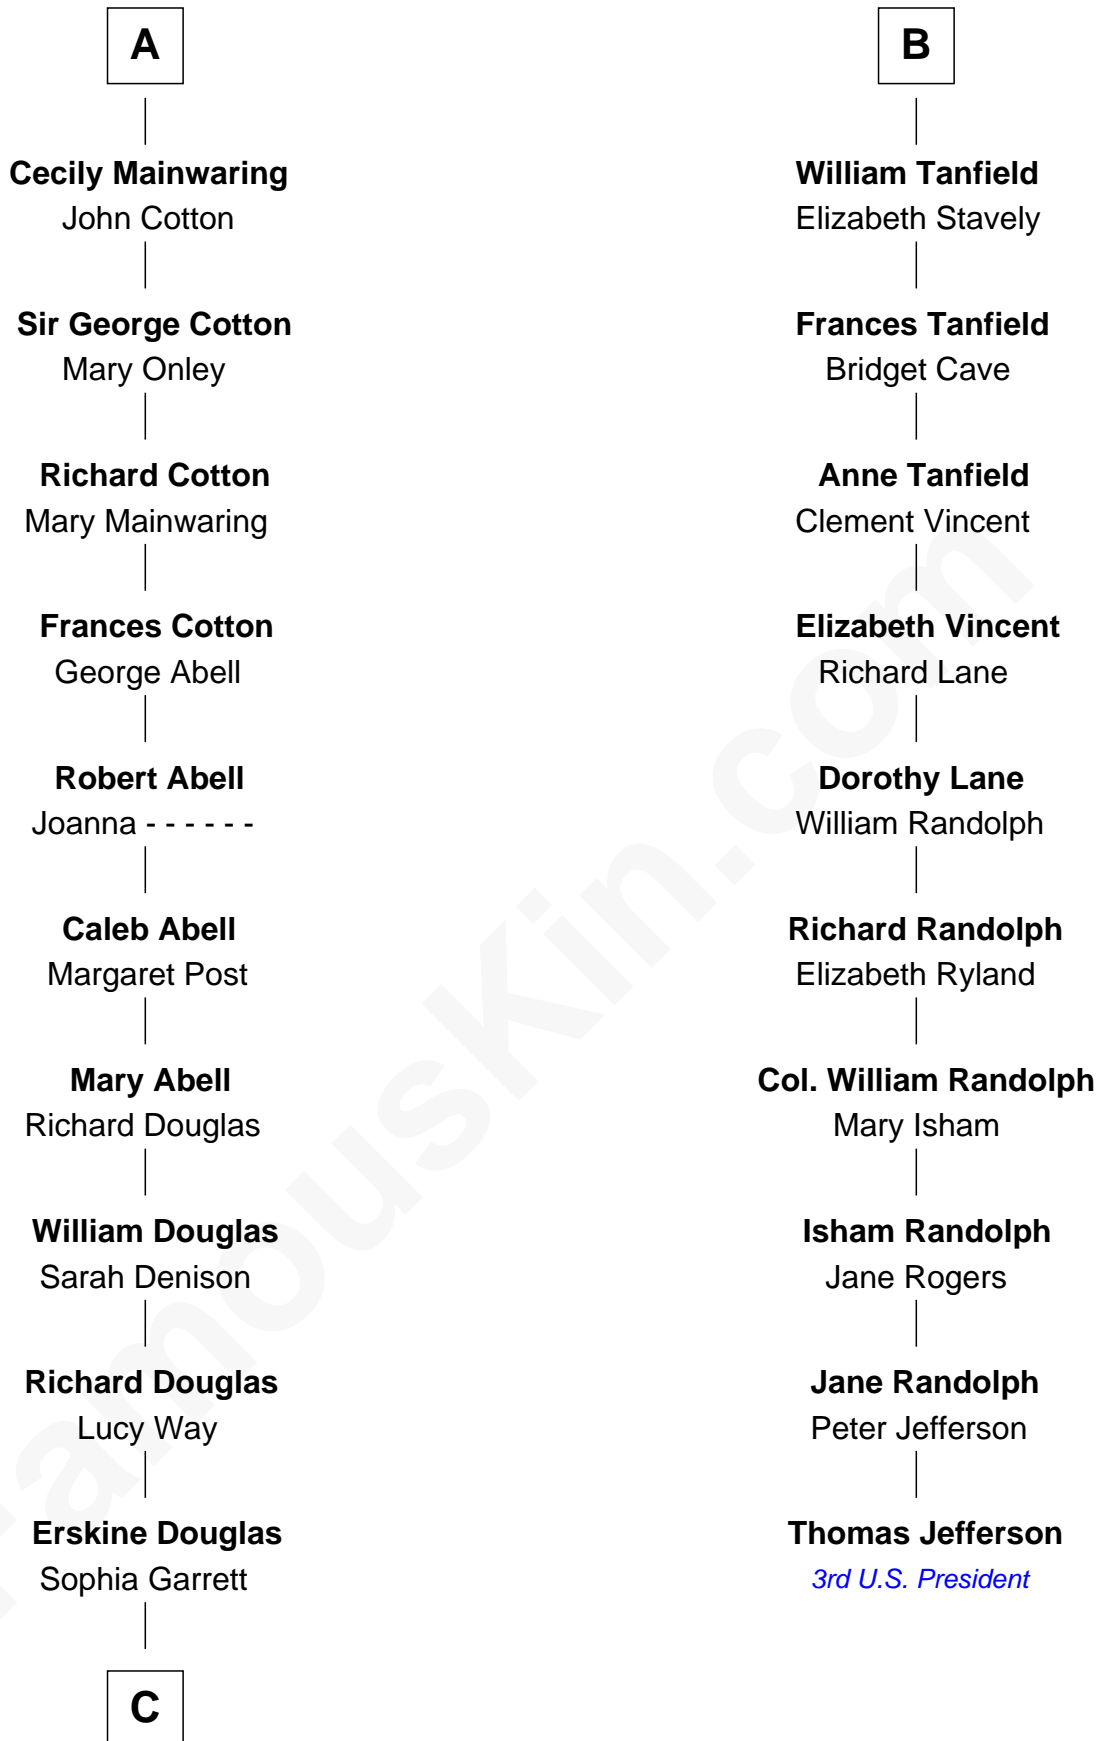 A
Cecily Mainwaring
John Cotton
Sir George Cotton
Mary Onley
Richard Cotton
Mary Mainwaring
Frances Cotton
George Abell
Robert Abell
Joanna - - - - - -
Caleb Abell
Margaret Post
Mary Abell
Richard Douglas
William Douglas
Sarah Denison
Richard Douglas
Lucy Way
Erskine Douglas
Sophia Garrett
C
B
William Tanfield
Elizabeth Stavely
Frances Tanfield
Bridget Cave
Anne Tanfield
Clement Vincent
Elizabeth Vincent
Richard Lane
Dorothy Lane
William Randolph
Richard Randolph
Elizabeth Ryland
Col. William Randolph
Mary Isham
Isham Randolph
Jane Rogers
Jane Randolph
Peter Jefferson
Thomas Jefferson
3rd U.S. President
FamousKin.com